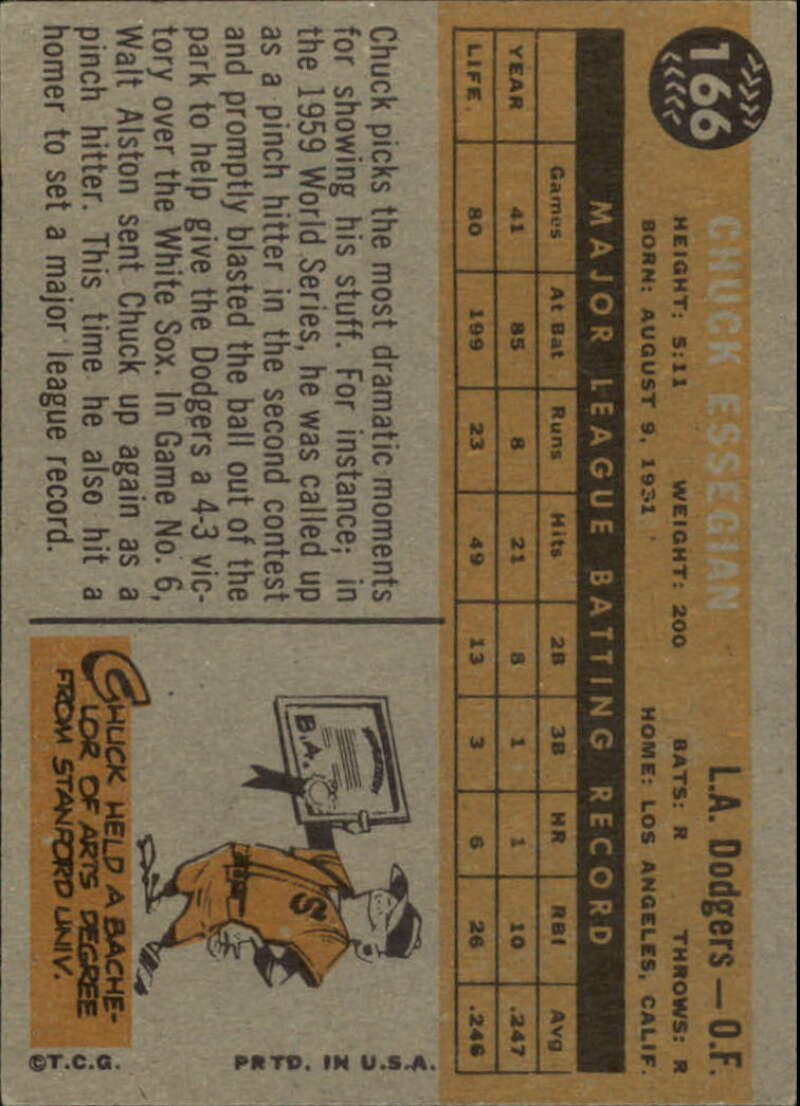 166
CHUCK ESSEGIAN L.A. Dodgers — O.F.
HEIGHT: 5:11 WEIGHT: 200 BATS: R THROWS: R
BORN: AUGUST 9, 1931 HOME: LOS ANGELES, CALIF.
MAJOR LEAGUE BATTING RECORD
Games At Bat Runs Hits 2B 3B HR RBI Avg
YEAR 41 85 8 21 8 1 1 10 .247
LIFE 80 199 23 49 13 3 6 26 .246
Chuck picks the most dramatic moments
for showing his stuff. For instance; in
the 1959 World Series, he was called up
as a pinch hitter in the second contest
and promptly blasted the ball out of the
park to help give the Dodgers a 4-3 vic-
tory over the White Sox. In Game No. 6,
Walt Alston sent Chuck up again as a
pinch hitter. This time he also hit a
homer to set a major league record.
B.A.
S
CHUCK HELD A BACHE-
LOR OF ARTS DEGREE
FROM STANFORD UNIV.
©T.C.G. PRTD. IN U.S.A.